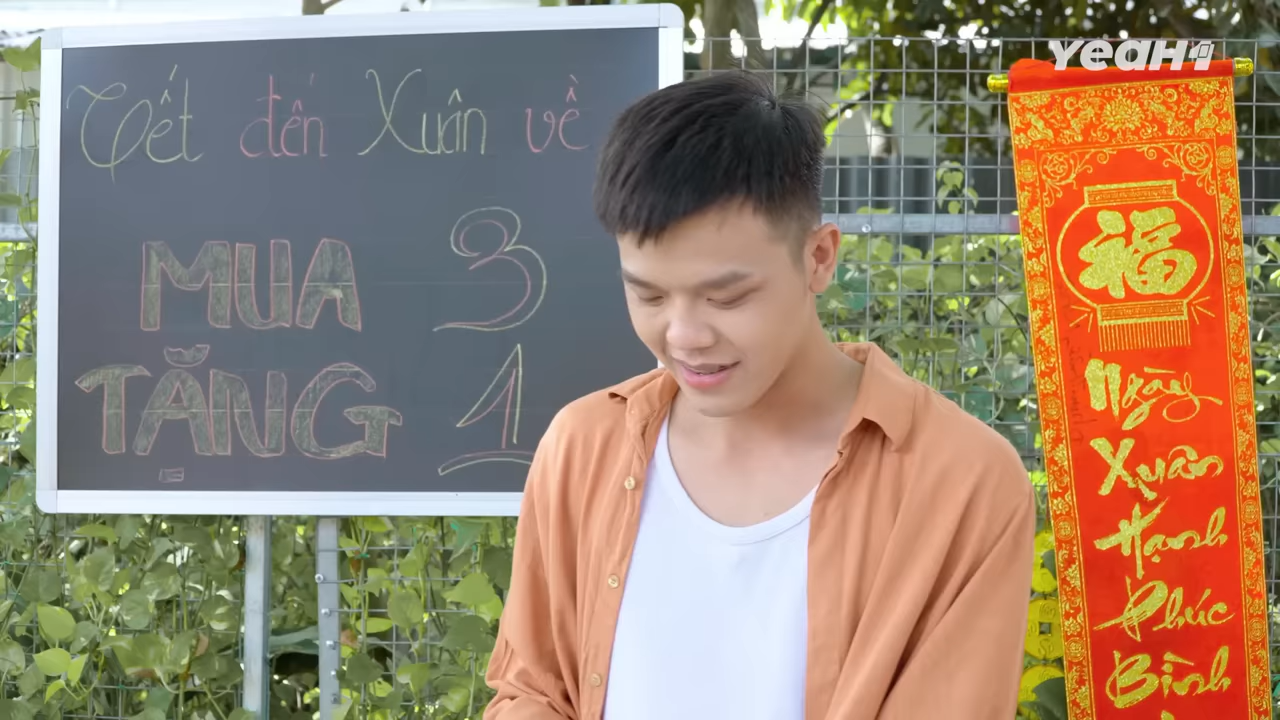 Tết đến Xuân về
MUA 3
TẶNG 1
YEAH1
福
Ngày
Xuân
Hạnh
Phúc
Bình